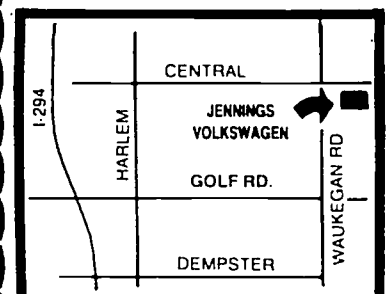 CENTRAL
I-294
HARLEM
JENNINGS
VOLKSWAGEN
WAUKEGAN RD
GOLF RD.
DEMPSTER